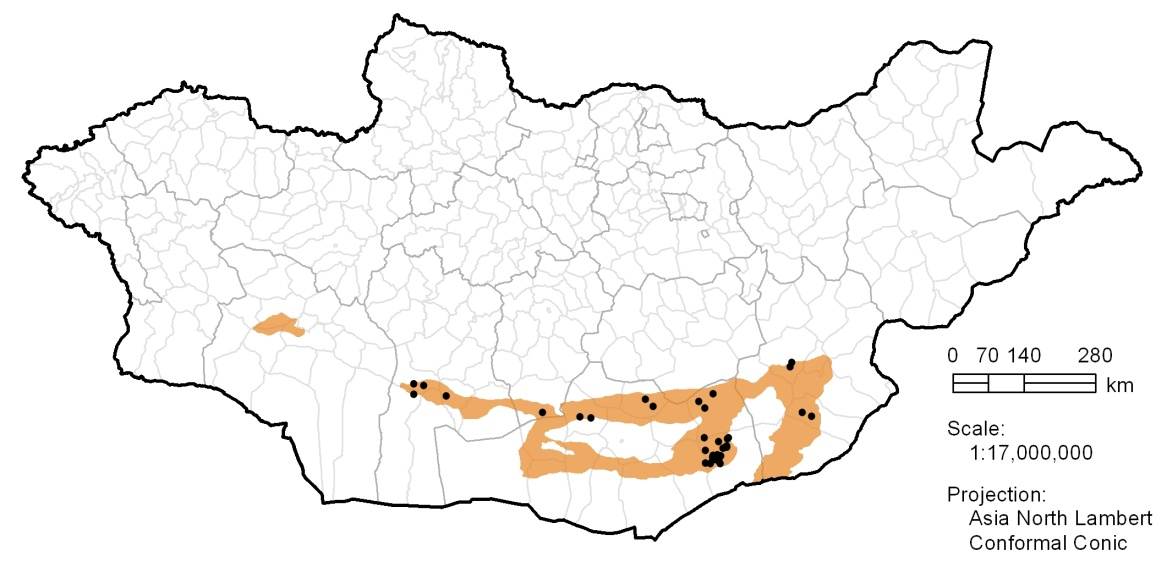 0 70 140 280
km
Scale:
1:17,000,000
Projection:
Asia North Lambert
Conformal Conic